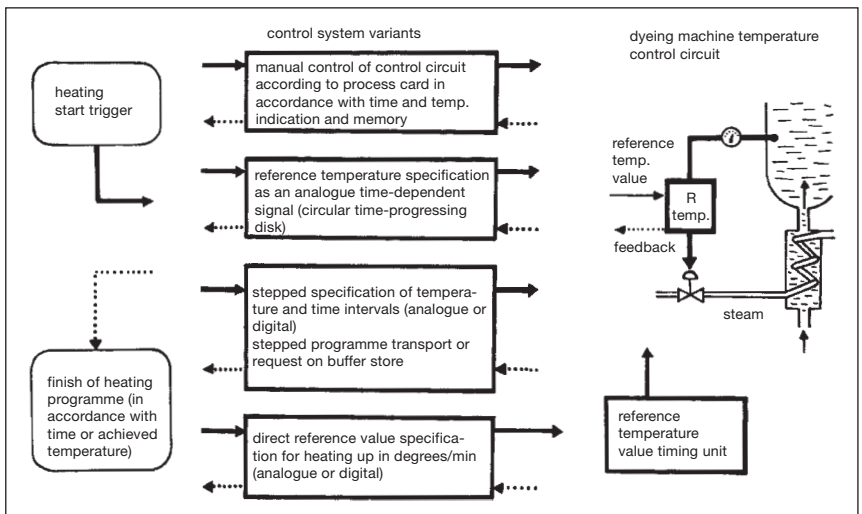 control system variants
dyeing machine temperature
control circuit
heating
start trigger
manual control of control circuit
according to process card in
accordance with time and temp.
indication and memory
reference temperature specification
as an analogue time-dependent
signal (circular time-progressing
disk)
stepped specification of tempera-
ture and time intervals (analogue or
digital)
stepped programme transport or
request on buffer store
finish of heating
programme (in
accordance with
time or achieved
temperature)
direct reference value specifica-
tion for heating up in degrees/min
(analogue or digital)
reference
temp.
value
R
temp.
feedback
steam
reference
temperature
value timing unit